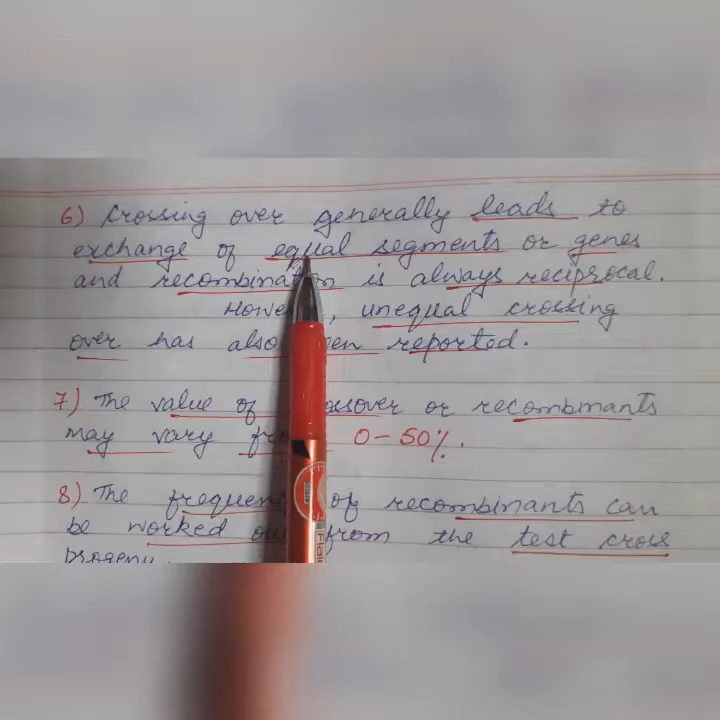 6) Crossing over generally leads to
exchange of equal segments or genes
and recombination is always reciprocal.
However, unequal crossing
over has also been reported.
7) The value of crossover or recombinants
may vary from 0-50%.
8) The frequency of recombinants can
be worked out from the test cross
progeny.
Flair